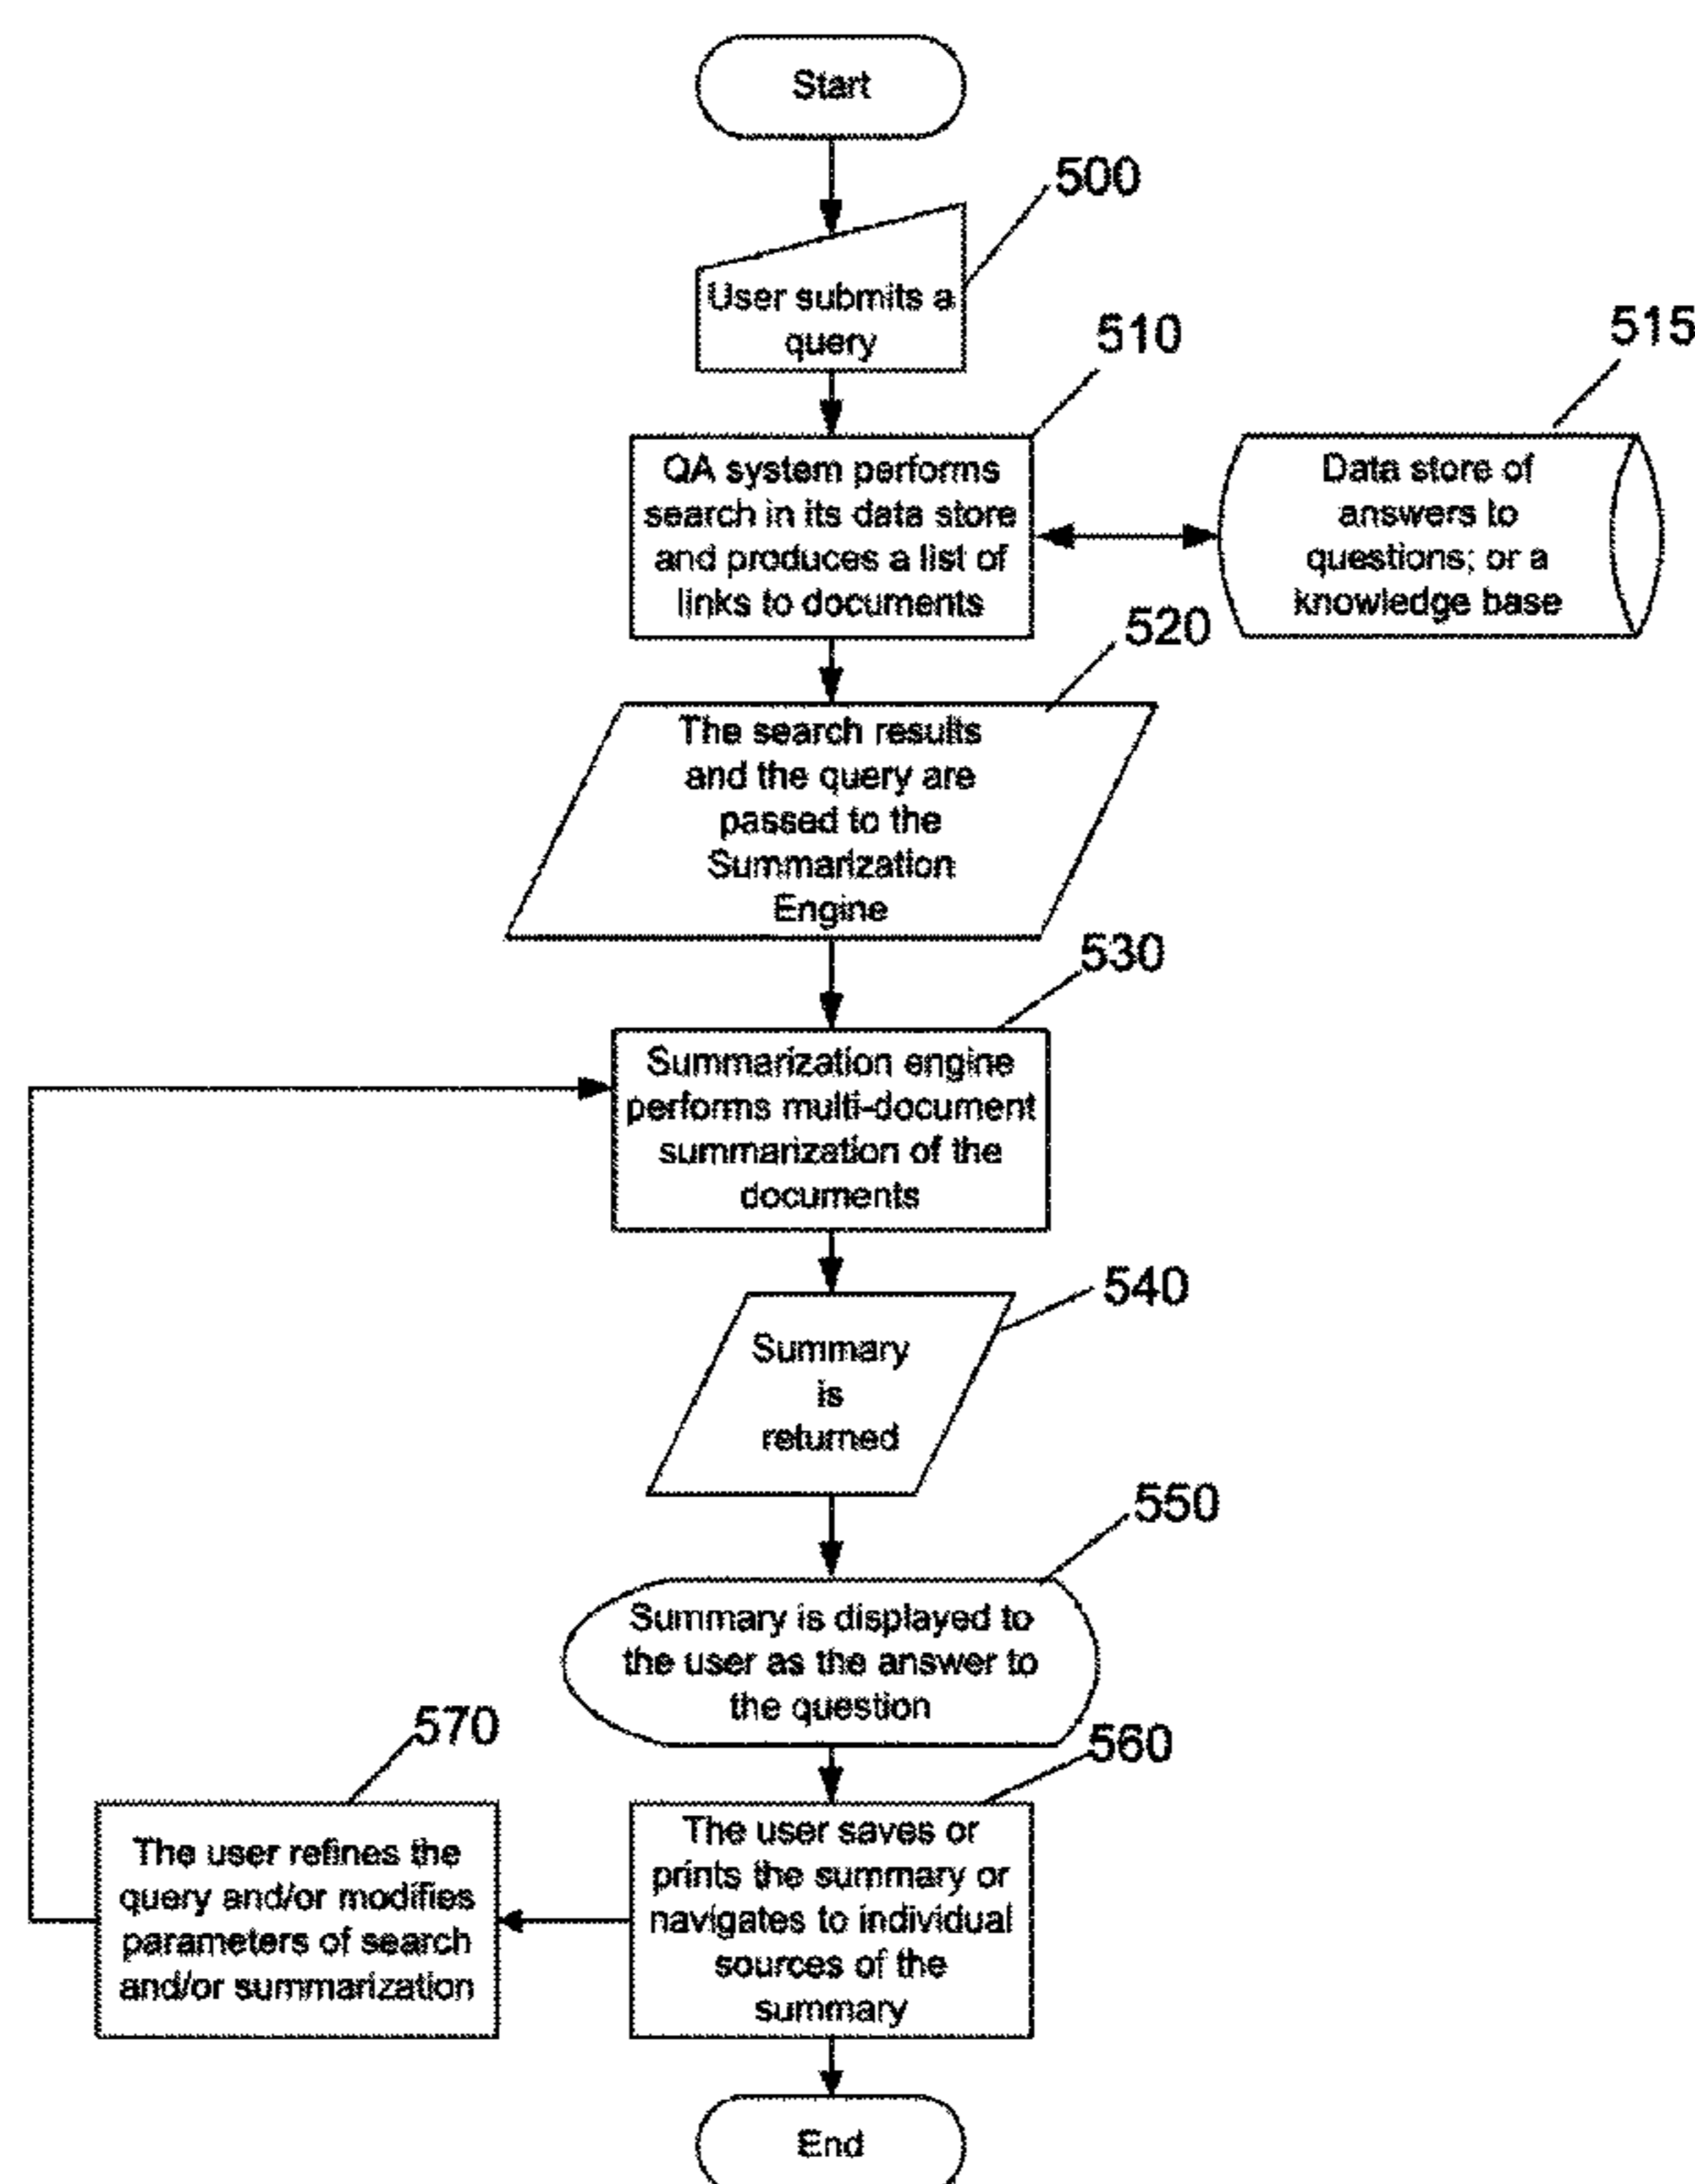 Start
500
User submits a
query
510
515
QA system performs
search in its data store
and produces a list of
links to documents
Data store of
answers to
questions; or a
knowledge base
520
The search results
and the query are
passed to the
Summarization
Engine
530
Summarization engine
performs multi-document
summarization of the
documents
540
Summary
is
returned
550
Summary is displayed to
the user as the answer to
the question
570
560
The user refines the
query and/or modifies
parameters of search
and/or summarization
The user saves or
prints the summary or
navigates to individual
sources of the
summary
End